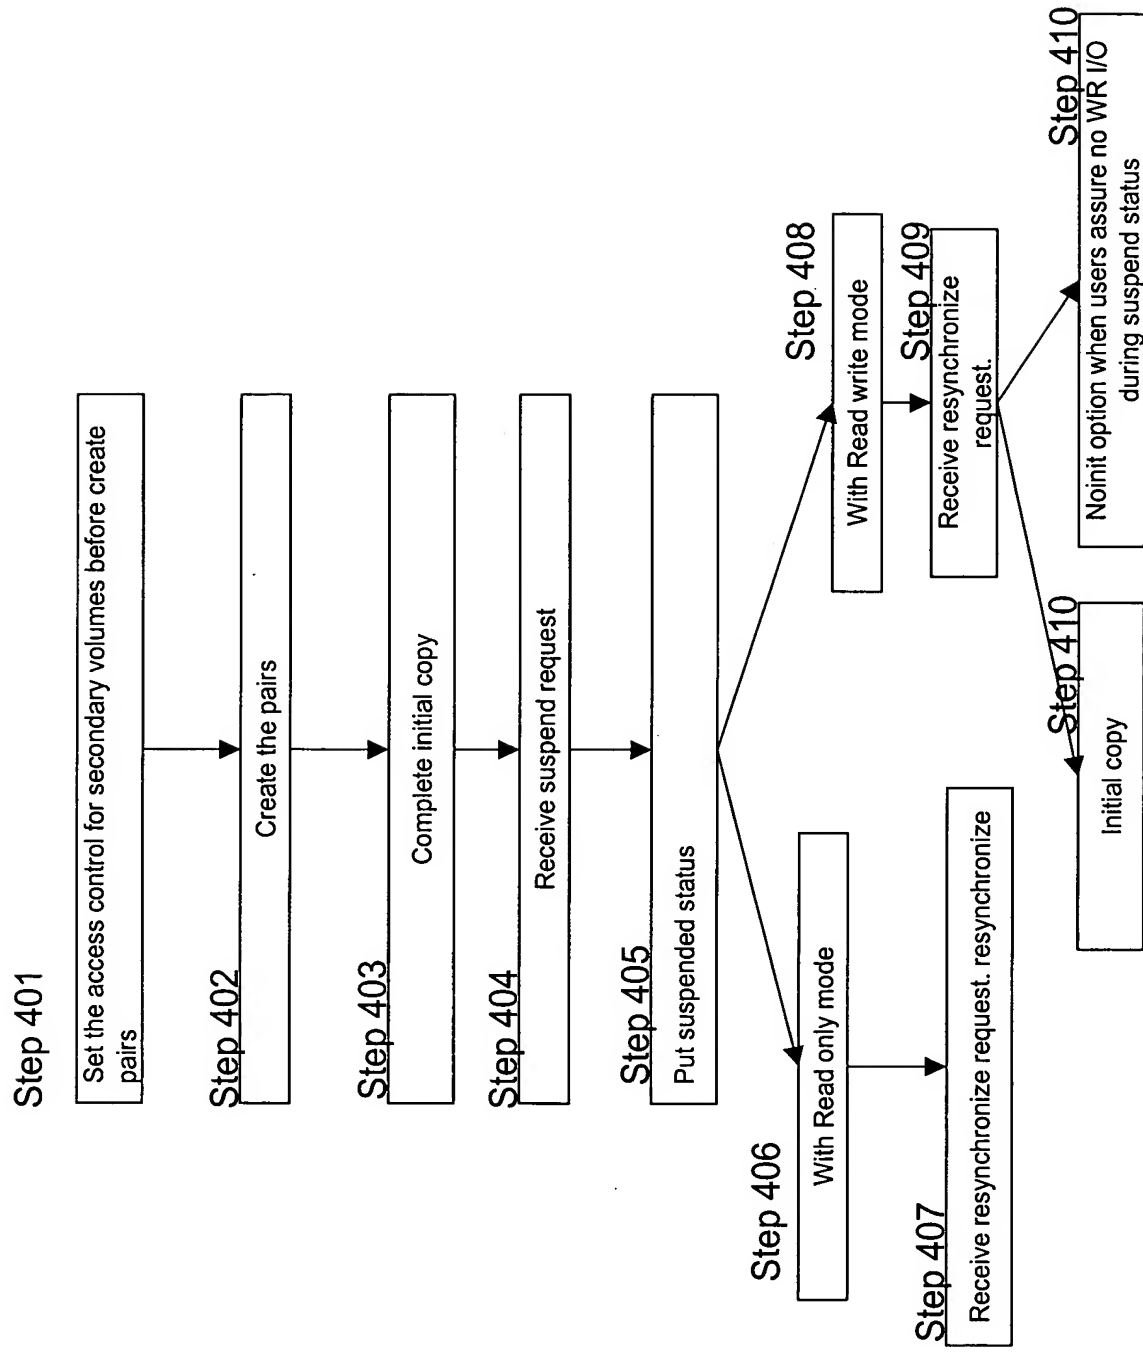 Step 401
Set the access control for secondary volumes before create
pairs
Step 402
Create the pairs
Step 403
Complete initial copy
Step 404
Receive suspend request
Step 405
Put suspended status
Step 406
With Read only mode
Step 407
Receive resynchronize request. resynchronize
Step 408
With Read write mode
Step 409
Receive resynchronize
request.
Step 410
Initial copy
Step 410
Noinit option when users assure no WR I/O
during suspend status